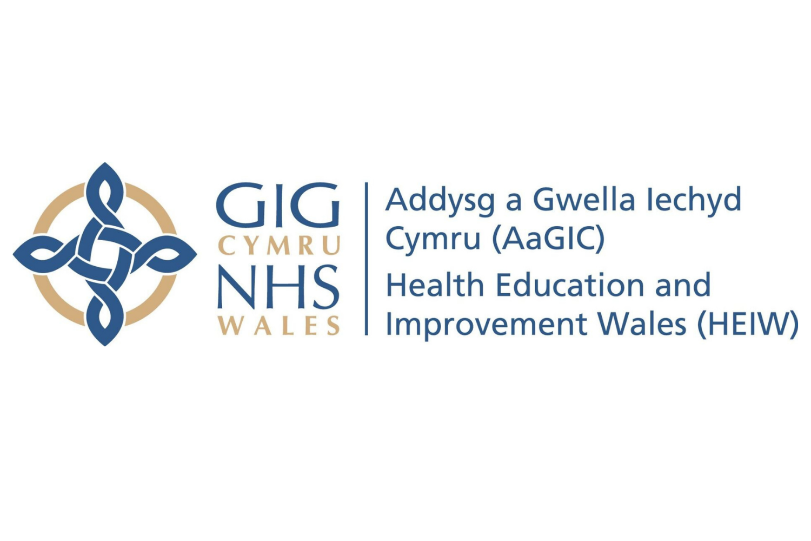 GIG
CYMRU
NHS
WALES
Addysg a Gwella Iechyd
Cymru (AaGIC)
Health Education and
Improvement Wales (HEIW)